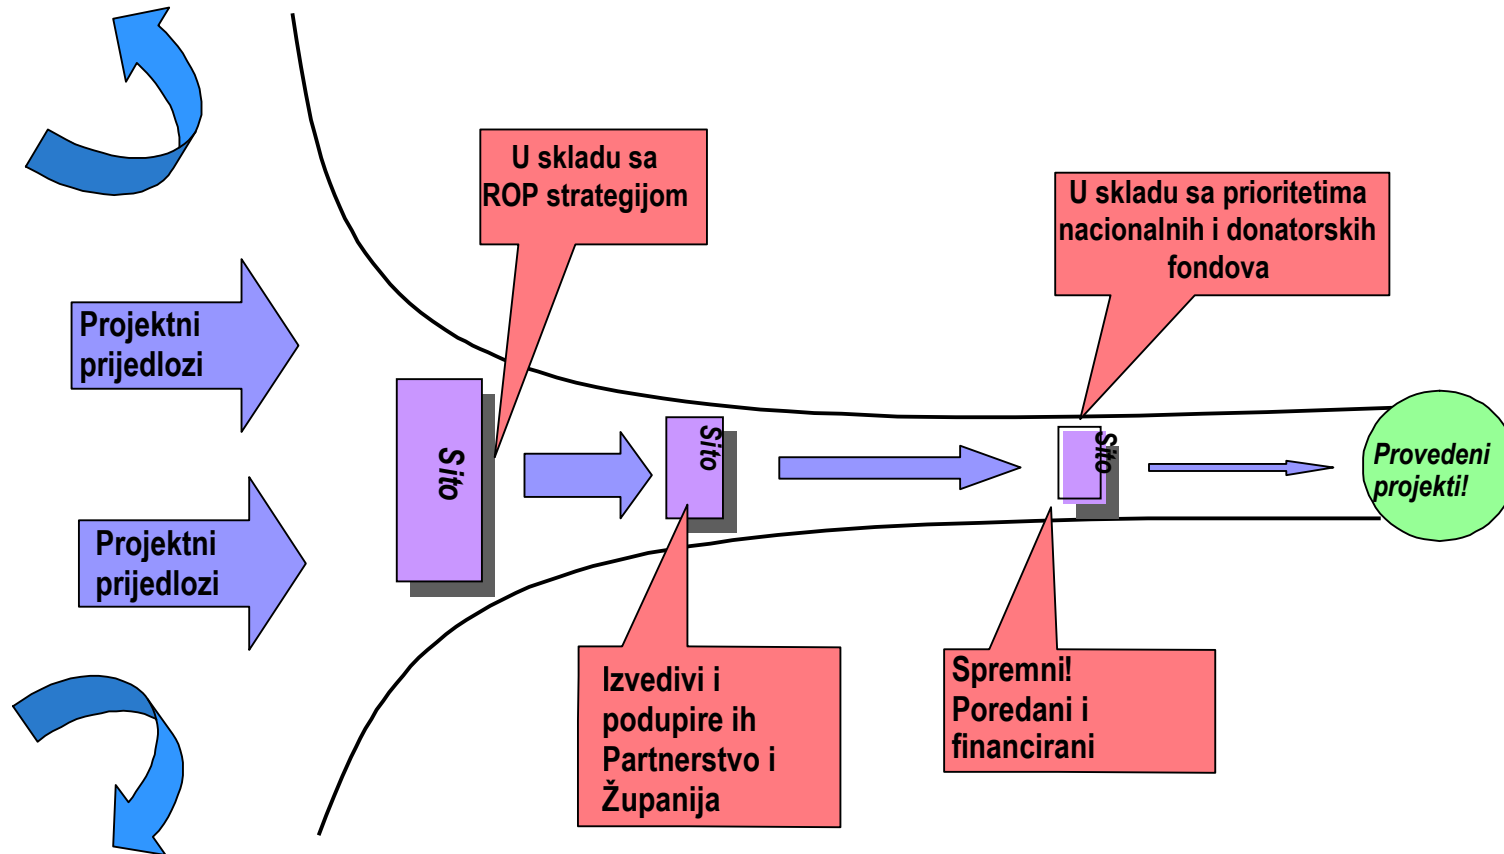 U skladu sa
ROP strategijom
U skladu sa prioritetima
nacionalnih i donatorskih
fondova
Projektni
prijedlozi
Sito
Sito
Sito
Provedeni
projekti!
Projektni
prijedlozi
Izvedivi i
podupire ih
Partnerstvo i
Županija
Spremni!
Poredani i
financirani